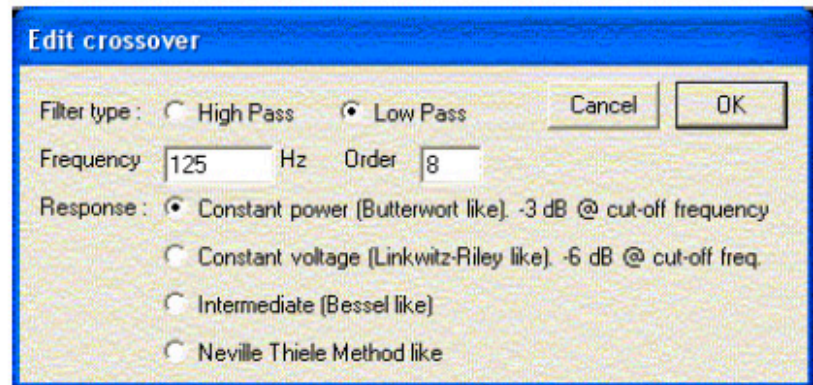 Edit crossover
Filter type : High Pass Low Pass Cancel OK
Frequency 125 Hz Order 8
Response : Constant power (Butterwort like). -3 dB @ cut-off frequency
Constant voltage (Linkwitz-Riley like). -6 dB @ cut-off freq.
Intermediate (Bessel like)
Neville Thiele Method like